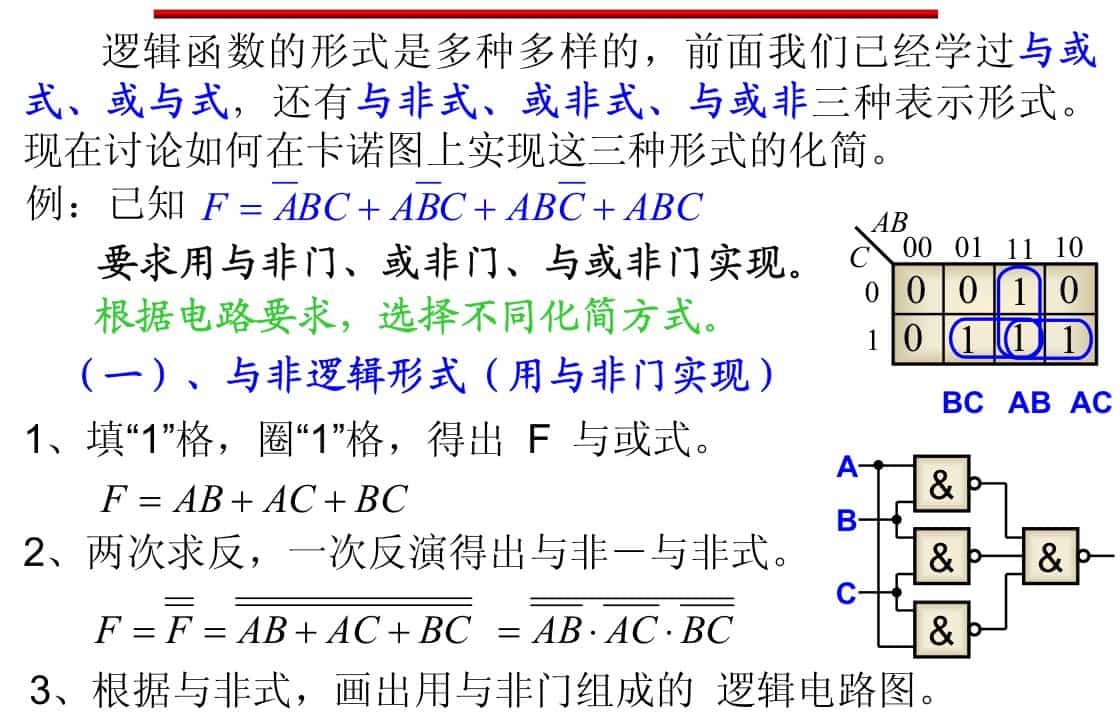 逻辑函数的形式是多种多样的，前面我们已经学过与或
式、或与式，还有与非式、或非式、与或非三种表示形式。
现在讨论如何在卡诺图上实现这三种形式的化简。
例：已知 F = A̅BC + AB̅C + ABC̅ + ABC
要求用与非门、或非门、与或非门实现。
根据电路要求，选择不同化简方式。
（一）、与非逻辑形式（用与非门实现）
1、填“1”格，圈“1”格，得出 F 与或式。
F = AB + AC + BC
2、两次求反，一次反演得出与非－与非式。
F = F̿ = \overline{\overline{AB + AC + BC}} = \overline{\overline{AB} · \overline{AC} · \overline{BC}}
3、根据与非式，画出用与非门组成的 逻辑电路图。
AB
C 00 01 11 10
0 0 0 1 0
1 0 1 1 1
BC AB AC
A
&
B
&
&
C
&